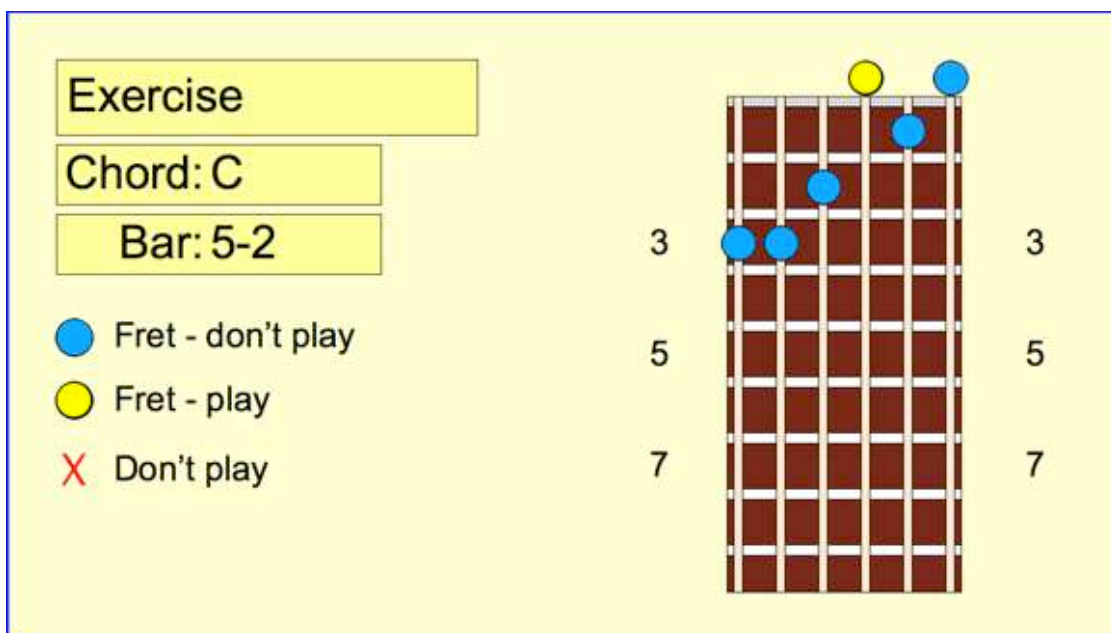 Exercise
Chord: C
Bar: 5-2
Fret - don't play
Fret - play
X Don't play
3 3
5 5
7 7